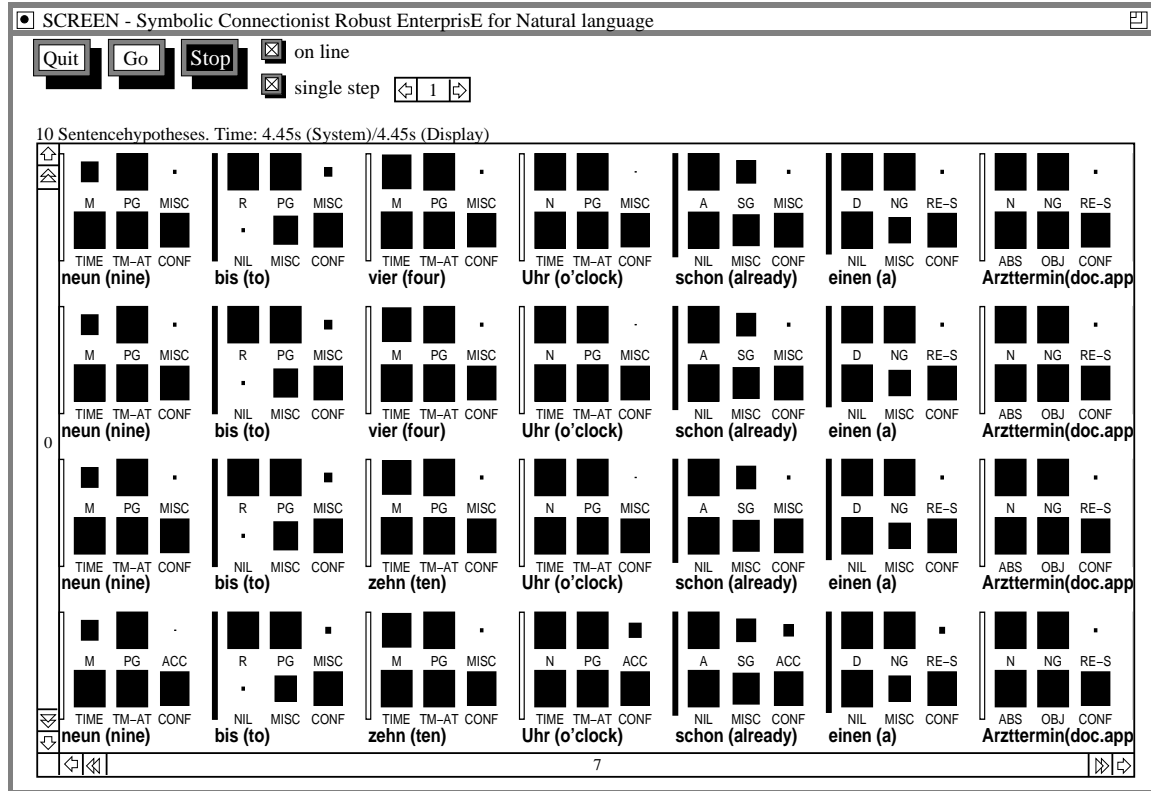 SCREEN - Symbolic Connectionist Robust EnterprisE for Natural language
Quit Go Stop on line
single step 1
10 Sentencehypotheses. Time: 4.45s (System)/4.45s (Display)
M PG MISC R PG MISC M PG MISC N PG MISC A SG MISC D NG RE-S N NG RE-S
TIME TM-AT CONF NIL MISC CONF TIME TM-AT CONF TIME TM-AT CONF NIL MISC CONF NIL MISC CONF ABS OBJ CONF
neun (nine) bis (to) vier (four) Uhr (o'clock) schon (already) einen (a) Arzttermin(doc.app
M PG MISC R PG MISC M PG MISC N PG MISC A SG MISC D NG RE-S N NG RE-S
TIME TM-AT CONF NIL MISC CONF TIME TM-AT CONF TIME TM-AT CONF NIL MISC CONF NIL MISC CONF ABS OBJ CONF
neun (nine) bis (to) vier (four) Uhr (o'clock) schon (already) einen (a) Arzttermin(doc.app
0
M PG MISC R PG MISC M PG MISC N PG MISC A SG MISC D NG RE-S N NG RE-S
TIME TM-AT CONF NIL MISC CONF TIME TM-AT CONF TIME TM-AT CONF NIL MISC CONF NIL MISC CONF ABS OBJ CONF
neun (nine) bis (to) zehn (ten) Uhr (o'clock) schon (already) einen (a) Arzttermin(doc.app
M PG ACC R PG MISC M PG MISC N PG ACC A SG ACC D NG RE-S N NG RE-S
TIME TM-AT CONF NIL MISC CONF TIME TM-AT CONF TIME TM-AT CONF NIL MISC CONF NIL MISC CONF ABS OBJ CONF
neun (nine) bis (to) zehn (ten) Uhr (o'clock) schon (already) einen (a) Arzttermin(doc.app
7